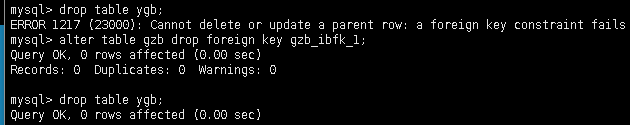 mysql> drop table ygb;
ERROR 1217 (23000): Cannot delete or update a parent row: a foreign key constraint fails
mysql> alter table gzb drop foreign key gzb_ibfk_1;
Query OK, 0 rows affected (0.00 sec)
Records: 0  Duplicates: 0  Warnings: 0
mysql> drop table ygb;
Query OK, 0 rows affected (0.00 sec)